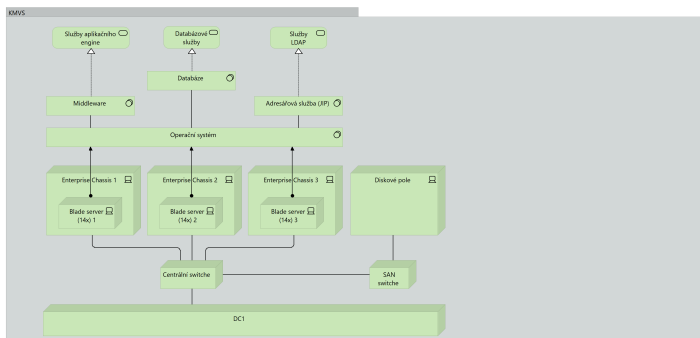 KMVS
Služby aplikačního
engine
Databázové
služby
Služby
LDAP
Databáze
Middleware
Adresářová služba (JIP)
Operační systém
Enterprise Chassis 1
Enterprise Chassis 2
Enterprise Chassis 3
Diskové pole
Blade server
(14x) 1
Blade server
(14x) 2
Blade server
(14x) 3
Centrální switche
SAN
switche
DC1